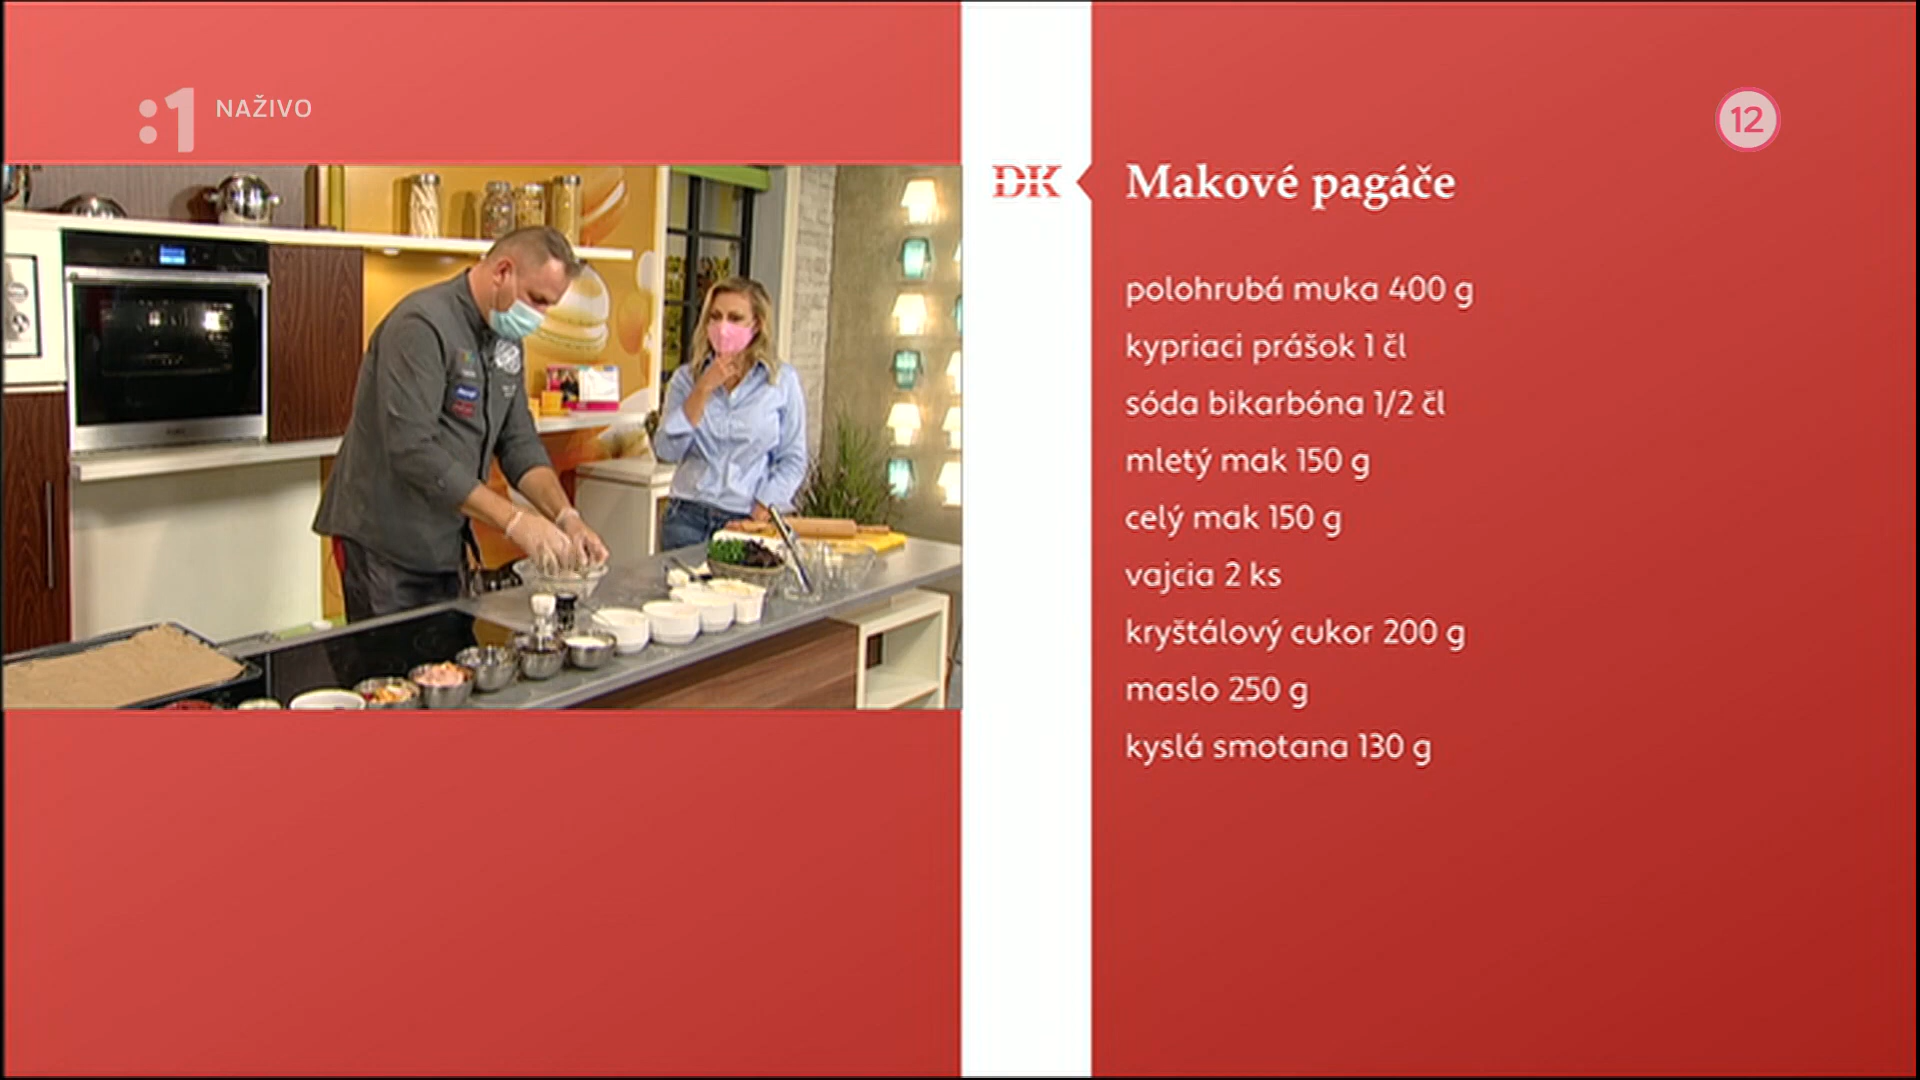 :1 NAŽIVO
12
DK
Makové pagáče
polohrubá muka 400 g
kypriaci prášok 1 čl
sóda bikarbóna 1/2 čl
mletý mak 150 g
celý mak 150 g
vajcia 2 ks
kryštálový cukor 200 g
maslo 250 g
kyslá smotana 130 g